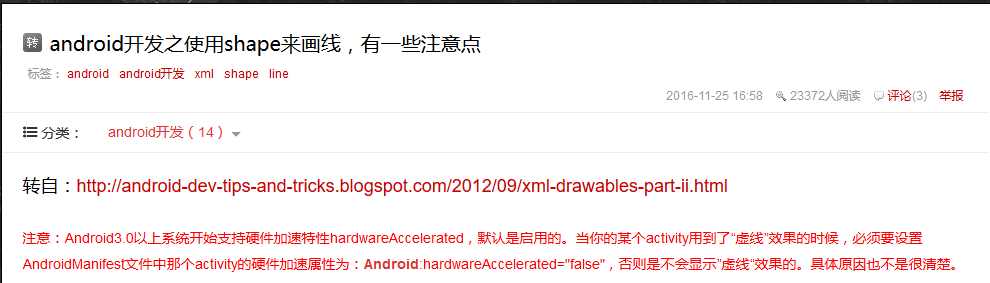 转 android开发之使用shape来画线，有一些注意点
标签： android android开发 xml shape line
2016-11-25 16:58 23372人阅读 评论(3) 举报
分类： android开发（14）
转自：http://android-dev-tips-and-tricks.blogspot.com/2012/09/xml-drawables-part-ii.html
注意：Android3.0以上系统开始支持硬件加速特性hardwareAccelerated，默认是启用的。当你的某个activity用到了“虚线”效果的时候，必须要设置
AndroidManifest文件中那个activity的硬件加速属性为：Android:hardwareAccelerated="false"，否则是不会显示”虚线“效果的。具体原因也不是很清楚。